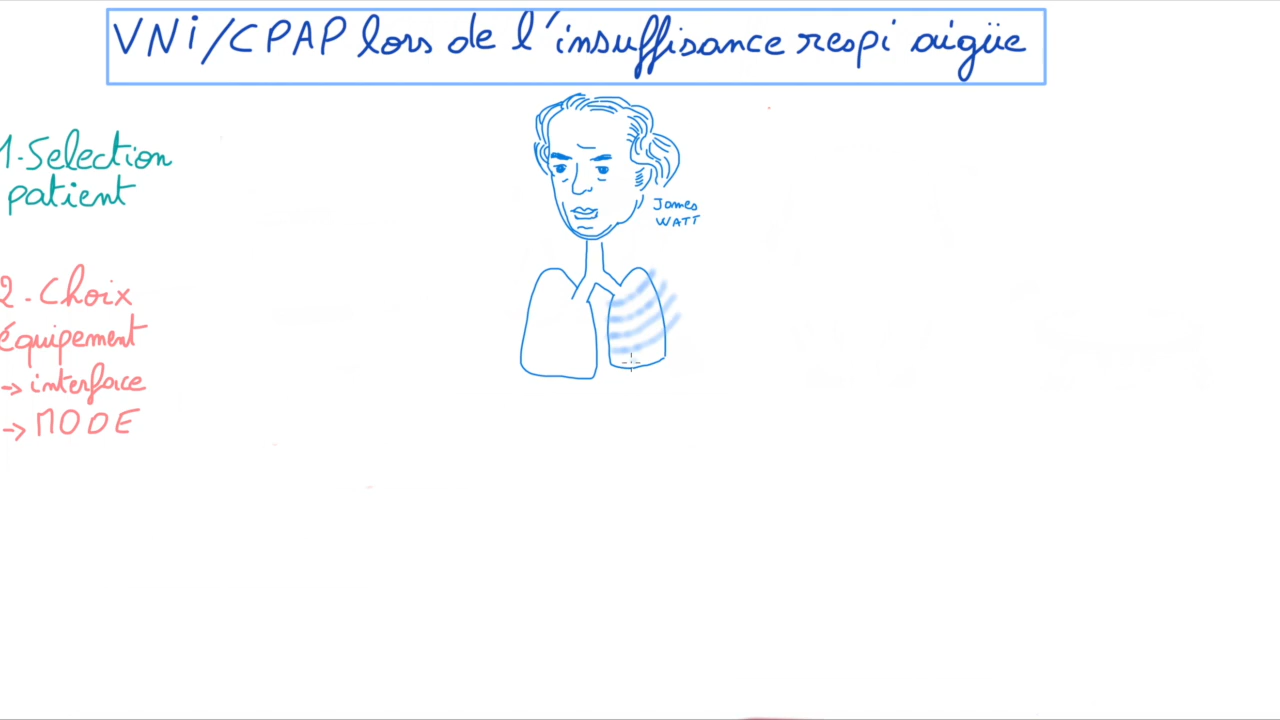 VNi/CPAP lors de l'insuffisance respi aigüe
1-Selection
patient
James
WATT
2-Choix
équipement
→ interface
→ MODE